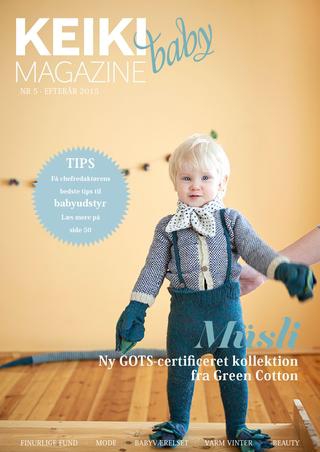 KEIKI
baby
MAGAZINE
NR 5 · EFTERÅR 2015
TIPS
Få chefredaktørens
bedste tips til
babyudstyr
Læs mere på
side 50
Müsli
Ny GOTS-certificeret kollektion
fra Green Cotton
FINURLIGE FUND MODE BABYVÆRELSET VARM VINTER BEAUTY